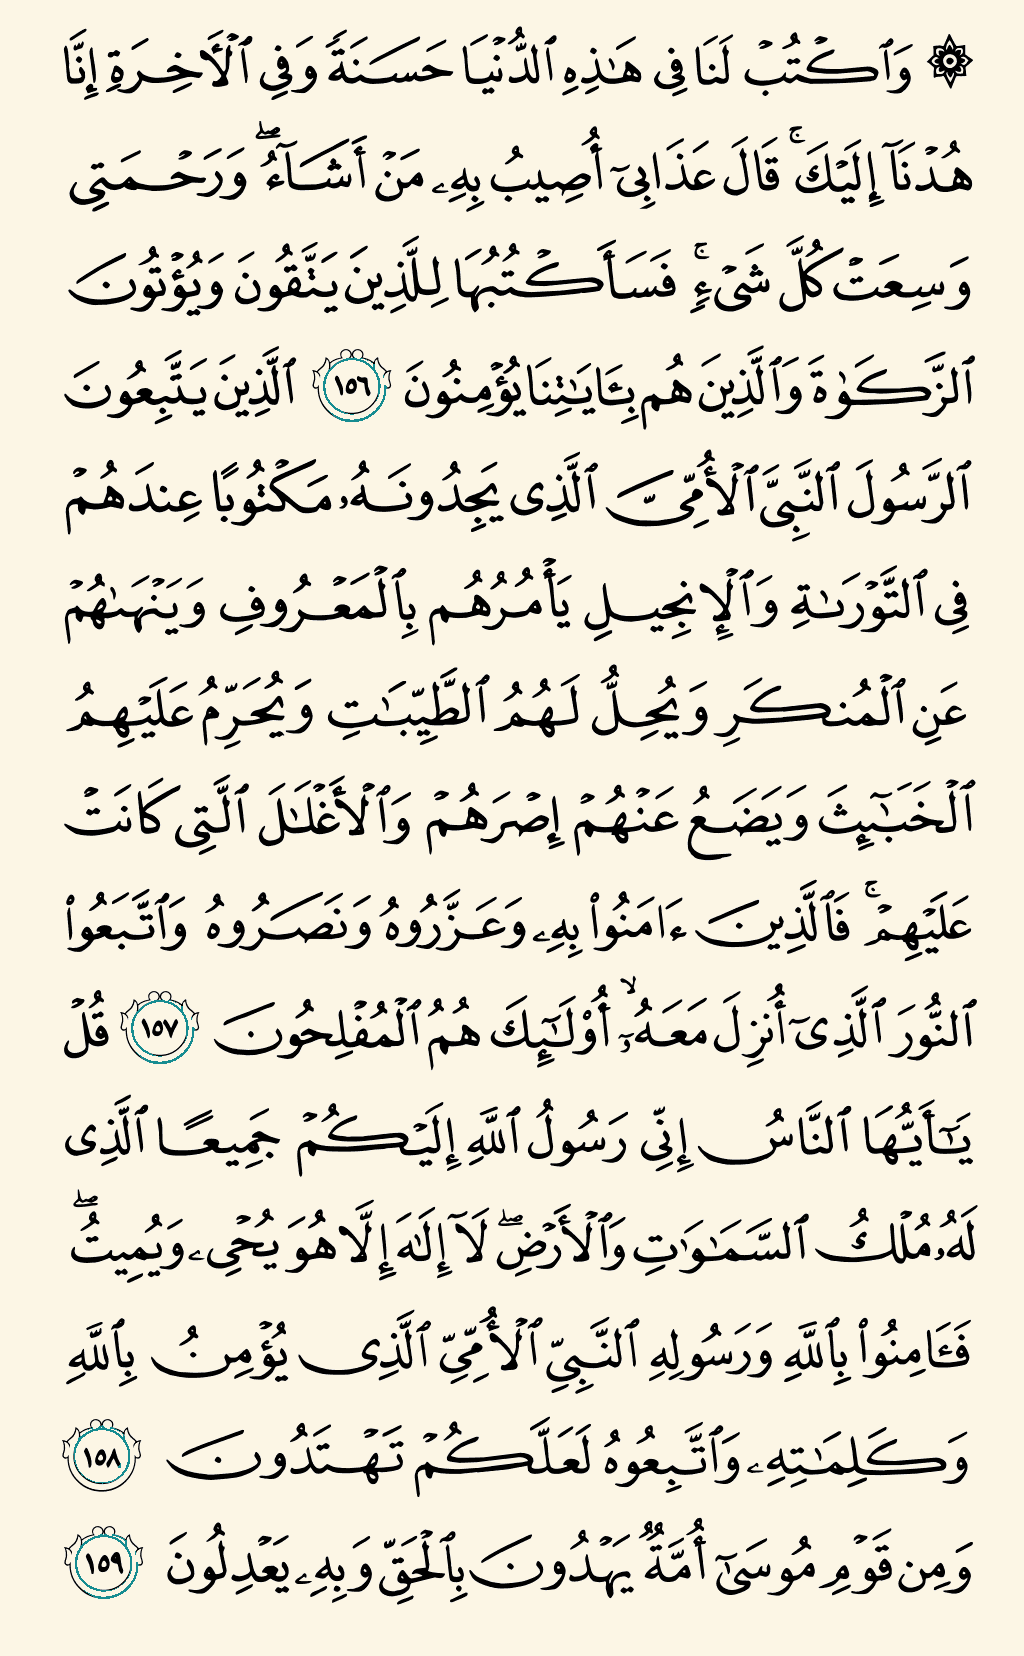 ۞ وَٱكۡتُبۡ لَنَا فِى هَـٰذِهِ ٱلدُّنۡيَا حَسَنَةً وَفِى ٱلۡأَخِرَةِ إِنَّا
هُدۡنَآ إِلَيۡكَۚ قَالَ عَذَابِىٓ أُصِيبُ بِهِۦ مَنۡ أَشَآءُۖ وَرَحۡمَتِى
وَسِعَتۡ كُلَّ شَىۡءٍۚ فَسَأَكۡتُبُهَا لِلَّذِينَ يَتَّقُونَ وَيُؤۡتُونَ
ٱلزَّكَوٰةَ وَٱلَّذِينَ هُم بِـَٔايَـٰتِنَا يُؤۡمِنُونَ ١٥٦ ٱلَّذِينَ يَتَّبِعُونَ
ٱلرَّسُولَ ٱلنَّبِىَّ ٱلۡأُمِّىَّ ٱلَّذِى يَجِدُونَهُۥ مَكۡتُوبًا عِندَهُمۡ
فِى ٱلتَّوۡرَىٰةِ وَٱلۡإِنجِيلِ يَأۡمُرُهُم بِٱلۡمَعۡرُوفِ وَيَنۡهَىٰهُمۡ
عَنِ ٱلۡمُنكَرِ وَيُحِلُّ لَهُمُ ٱلطَّيِّبَـٰتِ وَيُحَرِّمُ عَلَيۡهِمُ
ٱلۡخَبَـٰٓئِثَ وَيَضَعُ عَنۡهُمۡ إِصۡرَهُمۡ وَٱلۡأَغۡلَـٰلَ ٱلَّتِى كَانَتۡ
عَلَيۡهِمۡۚ فَٱلَّذِينَ ءَامَنُوا۟ بِهِۦ وَعَزَّرُوهُ وَنَصَرُوهُ وَٱتَّبَعُوا۟
ٱلنُّورَ ٱلَّذِىٓ أُنزِلَ مَعَهُۥٓۙ أُو۟لَـٰٓئِكَ هُمُ ٱلۡمُفۡلِحُونَ ١٥٧ قُلۡ
يَـٰٓأَيُّهَا ٱلنَّاسُ إِنِّى رَسُولُ ٱللَّهِ إِلَيۡكُمۡ جَمِيعًا ٱلَّذِى
لَهُۥ مُلۡكُ ٱلسَّمَـٰوَٰتِ وَٱلۡأَرۡضِۖ لَآ إِلَـٰهَ إِلَّا هُوَ يُحۡىِۦ وَيُمِيتُۖ
فَـَٔامِنُوا۟ بِٱللَّهِ وَرَسُولِهِ ٱلنَّبِىِّ ٱلۡأُمِّىِّ ٱلَّذِى يُؤۡمِنُ بِٱللَّهِ
وَكَلِمَـٰتِهِۦ وَٱتَّبِعُوهُ لَعَلَّكُمۡ تَهۡتَدُونَ ١٥٨
وَمِن قَوۡمِ مُوسَىٰٓ أُمَّةٌ يَهۡدُونَ بِٱلۡحَقِّ وَبِهِۦ يَعۡدِلُونَ ١٥٩